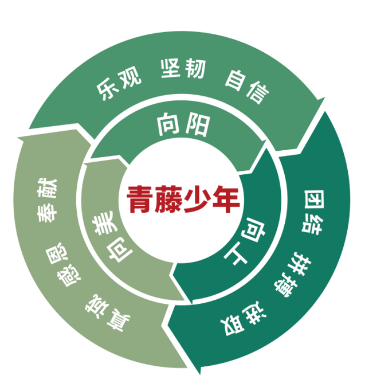 乐观 坚韧 自信
向阳
青藤少年
向上
团结 拼搏 进取
向美
真诚 感恩 奉献